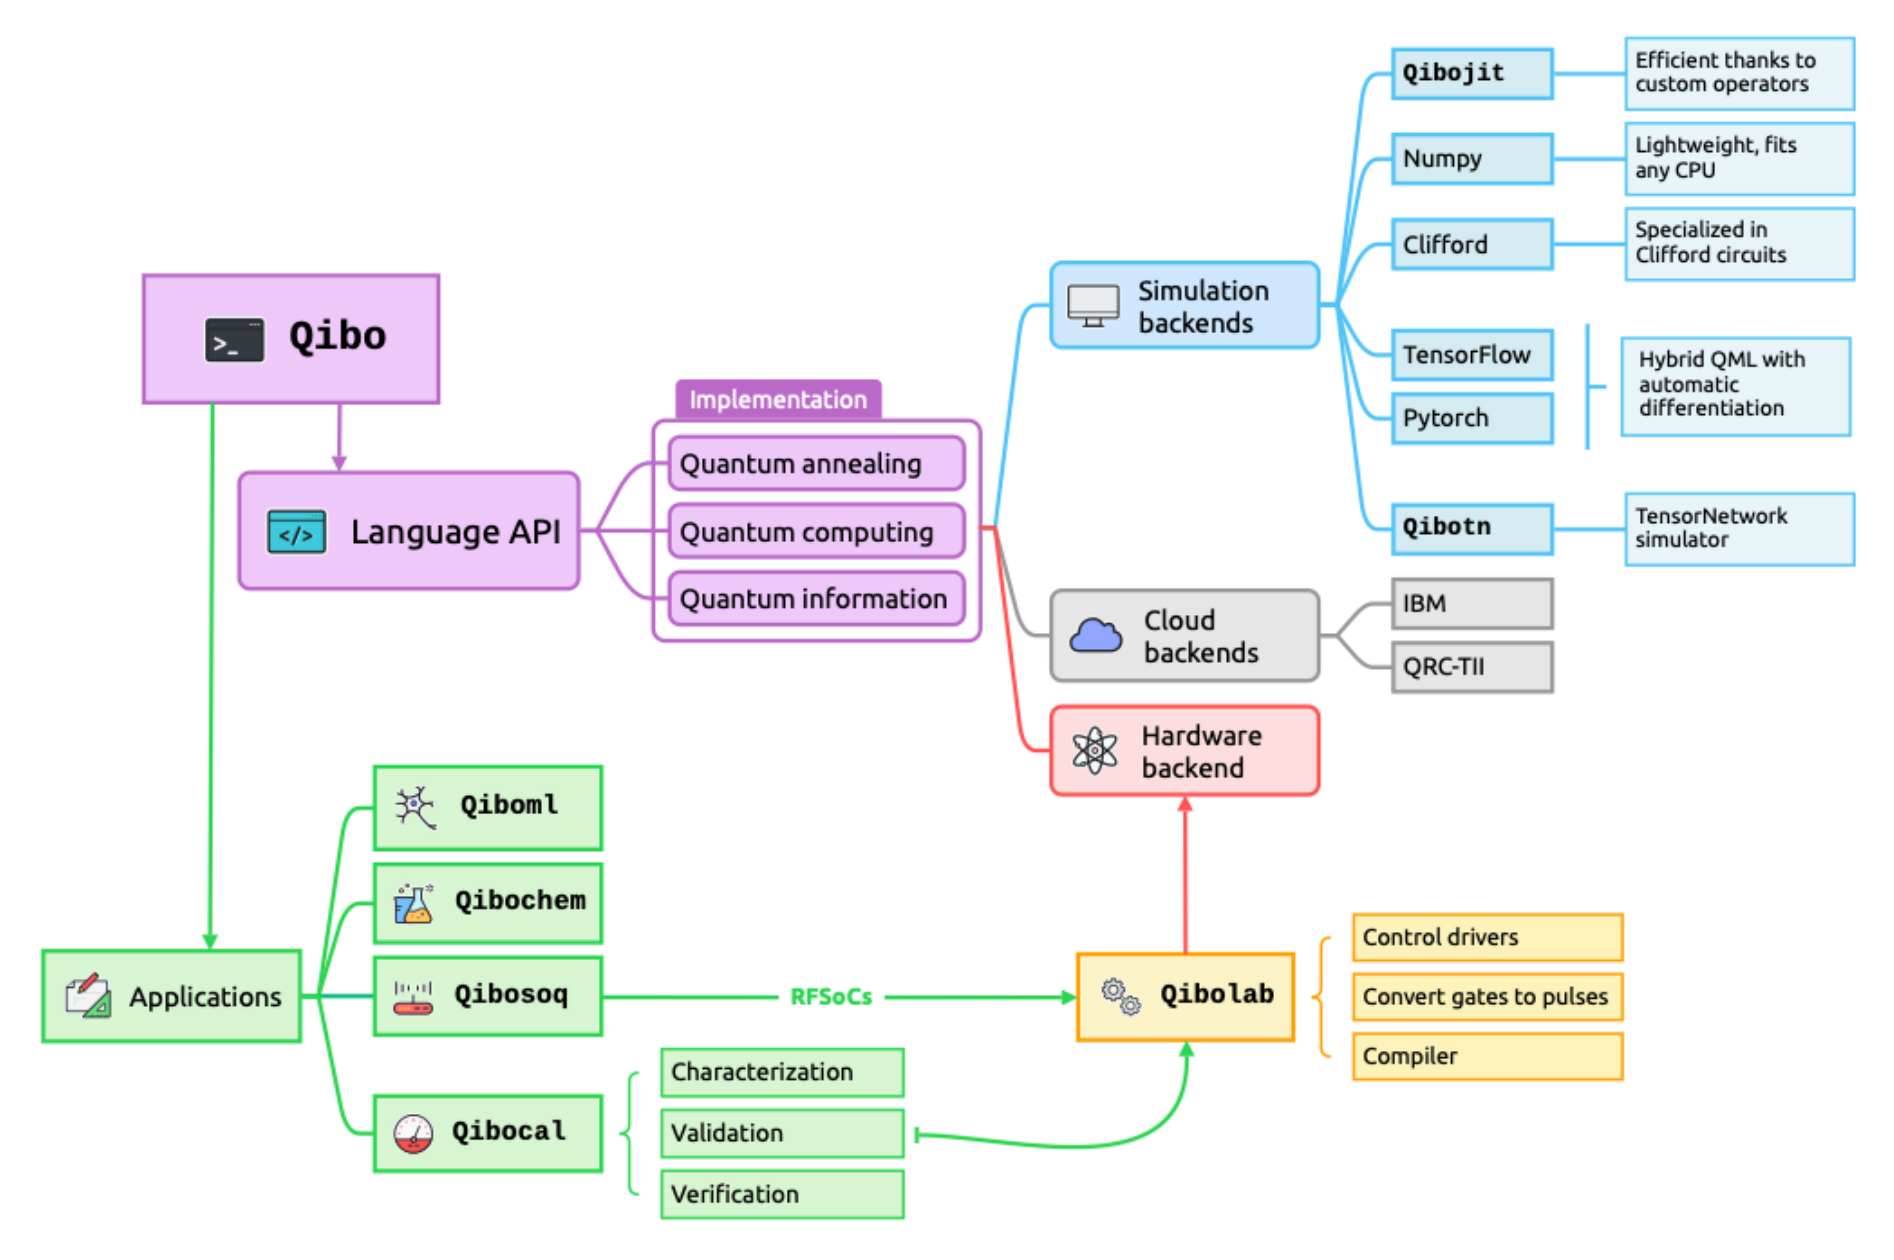 Qibo
Language API
Implementation
Quantum annealing
Quantum computing
Quantum information
Simulation
backends
Qibojit
Efficient thanks to
custom operators
Numpy
Lightweight, fits
any CPU
Clifford
Specialized in
Clifford circuits
TensorFlow
Pytorch
Hybrid QML with
automatic
differentiation
Qibotn
TensorNetwork
simulator
Cloud
backends
IBM
QRC-TII
Hardware
backend
Applications
Qiboml
Qibochem
Qibosoq
RFSoCs
Qibolab
Control drivers
Convert gates to pulses
Compiler
Qibocal
Characterization
Validation
Verification